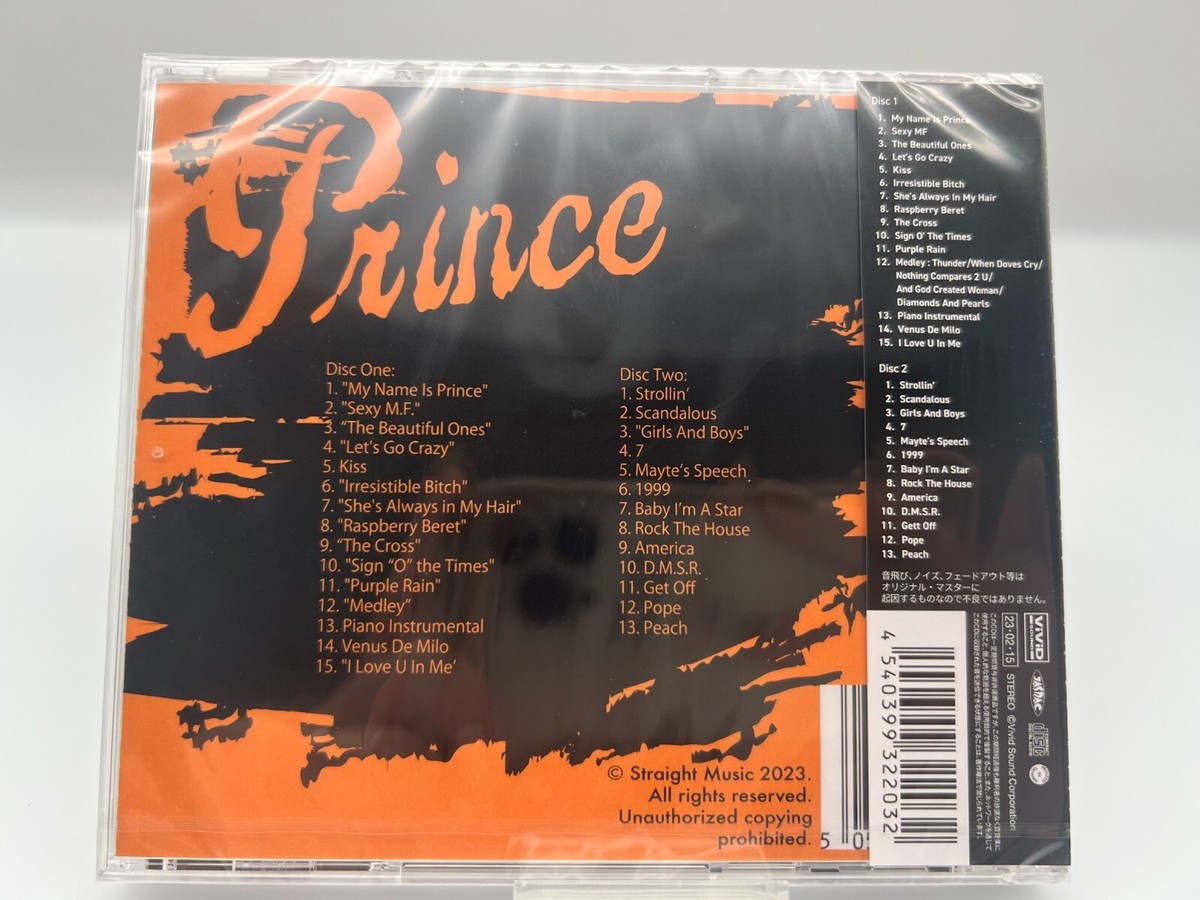 Prince
Disc One:
1. "My Name Is Prince"
2. "Sexy M.F."
3. “The Beautiful Ones"
4. "Let's Go Crazy"
5. Kiss
6. "Irresistible Bitch"
7. "She's Always in My Hair"
8. "Raspberry Beret"
9. “The Cross"
10. "Sign “O” the Times"
11. "Purple Rain"
12. "Medley”
13. Piano Instrumental
14. Venus De Milo
15. "I Love U In Me'
Disc Two:
1. Strollin’
2. Scandalous
3. "Girls And Boys"
4. 7
5. Mayte’s Speech
6. 1999
7. Baby I’m A Star
8. Rock The House
9. America
10. D.M.S.R.
11. Get Off
12. Pope
13. Peach
© Straight Music 2023.
All rights reserved.
Unauthorized copying
prohibited.
5 05
Disc 1
1. My Name Is Prince
2. Sexy MF
3. The Beautiful Ones
4. Let's Go Crazy
5. Kiss
6. Irresistible Bitch
7. She's Always In My Hair
8. Raspberry Beret
9. The Cross
10. Sign O' The Times
11. Purple Rain
12. Medley : Thunder/When Doves Cry/
Nothing Compares 2 U/
And God Created Woman/
Diamonds And Pearls
13. Piano Instrumental
14. Venus De Milo
15. I Love U In Me
Disc 2
1. Strollin'
2. Scandalous
3. Girls And Boys
4. 7
5. Mayte's Speech
6. 1999
7. Baby I'm A Star
8. Rock The House
9. America
10. D.M.S.R.
11. Gett Off
12. Pope
13. Peach
音飛び、ノイズ、フェードアウト等は
オリジナル・マスターに
起因するものなので不良ではありません。
4 540399 322032
ViViD
SOUND
23・02・15
STEREO ©Vivid Sound Corporation
JASRAC
disc